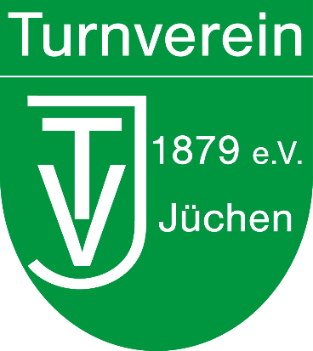 Turnverein
TVJ
1879 e.V.
Jüchen